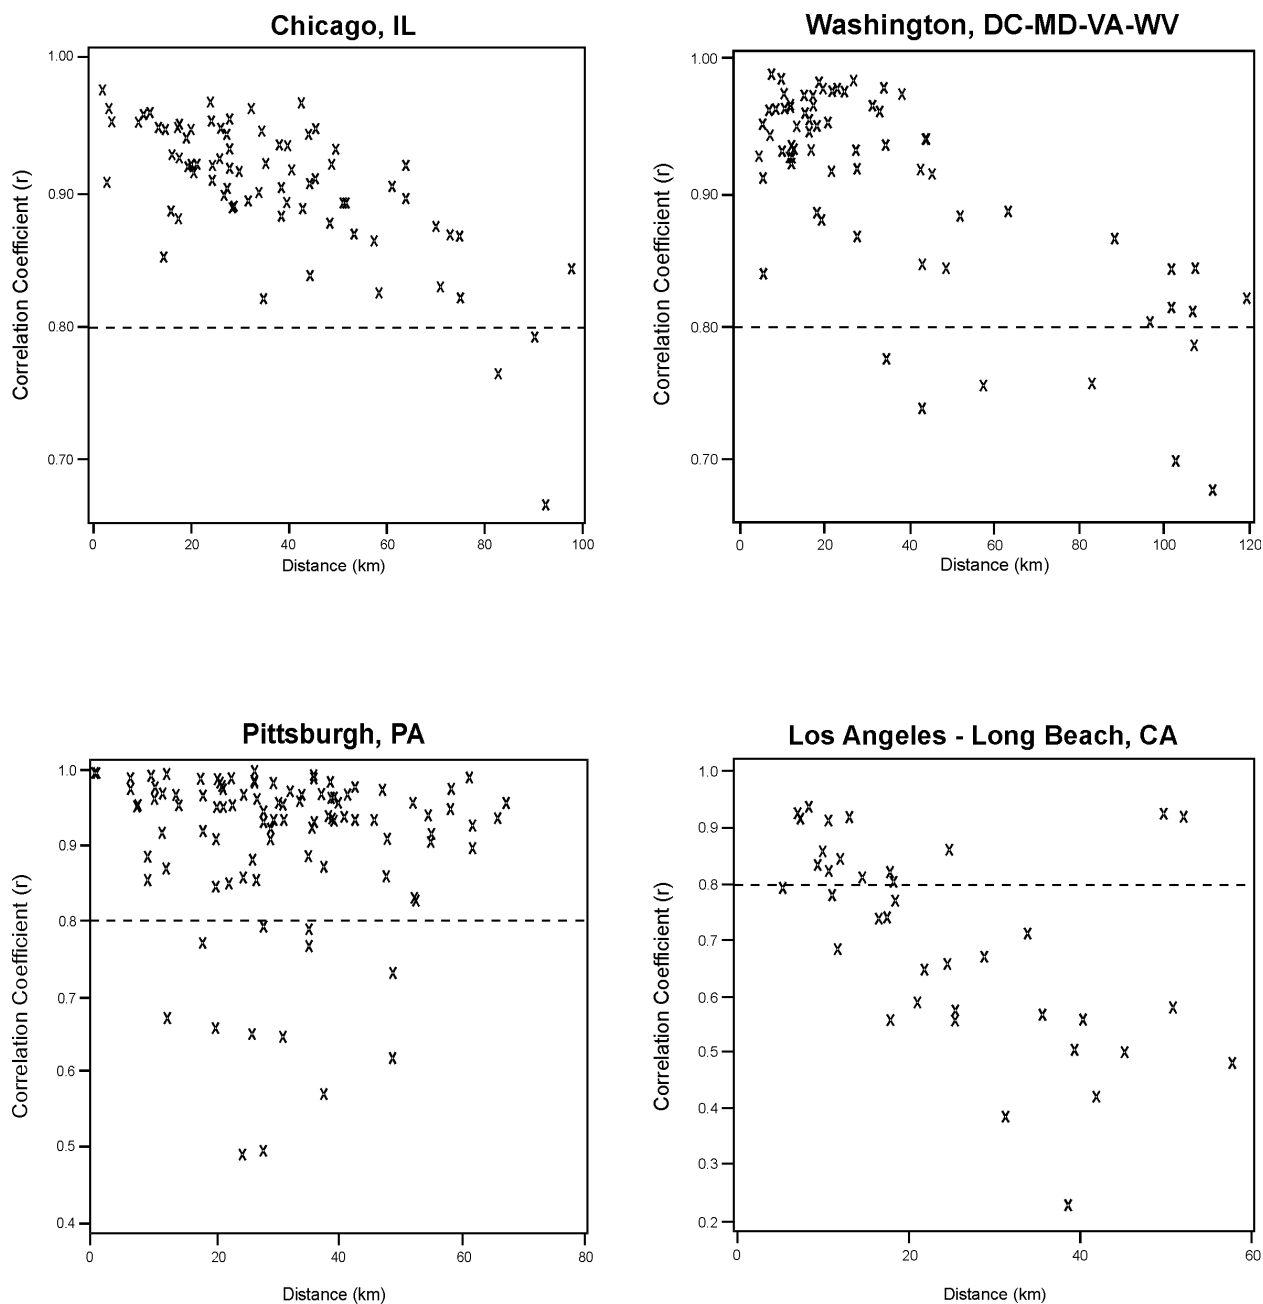 Chicago, IL
Correlation Coefficient (r)
1.00
0.90
0.80
0.70
0 20 40 60 80 100
Distance (km)
Washington, DC-MD-VA-WV
Correlation Coefficient (r)
1.00
0.90
0.80
0.70
0 20 40 60 80 100 120
Distance (km)
Pittsburgh, PA
Correlation Coefficient (r)
1.0
0.9
0.8
0.7
0.6
0.5
0.4
0 20 40 60 80
Distance (km)
Los Angeles - Long Beach, CA
Correlation Coefficient (r)
1.0
0.9
0.8
0.7
0.6
0.5
0.4
0.3
0.2
0 20 40 60
Distance (km)